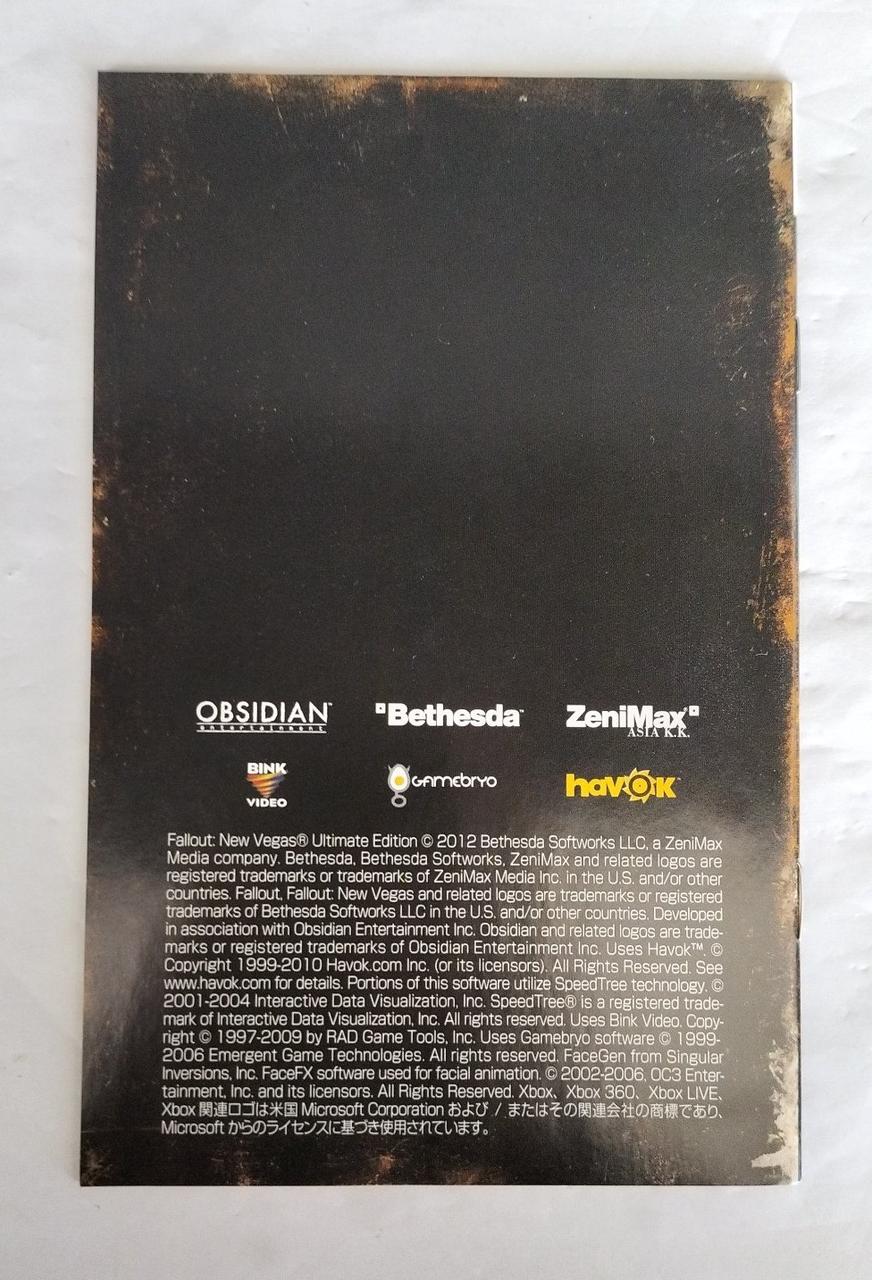 OBSIDIAN™
entertainment
Bethesda™
ZeniMax®
ASIA K.K.
BINK
VIDEO
GAMEBRYO
havok™
Fallout: New Vegas® Ultimate Edition © 2012 Bethesda Softworks LLC, a ZeniMax
Media company. Bethesda, Bethesda Softworks, ZeniMax and related logos are
registered trademarks or trademarks of ZeniMax Media Inc. in the U.S. and/or other
countries. Fallout, Fallout: New Vegas and related logos are trademarks or registered
trademarks of Bethesda Softworks LLC in the U.S. and/or other countries. Developed
in association with Obsidian Entertainment Inc. Obsidian and related logos are trade-
marks or registered trademarks of Obsidian Entertainment Inc. Uses Havok™. ©
Copyright 1999-2010 Havok.com Inc. (or its licensors). All Rights Reserved. See
www.havok.com for details. Portions of this software utilize SpeedTree technology. ©
2001-2004 Interactive Data Visualization, Inc. SpeedTree® is a registered trade-
mark of Interactive Data Visualization, Inc. All rights reserved. Uses Bink Video. Copy-
right © 1997-2009 by RAD Game Tools, Inc. Uses Gamebryo software © 1999-
2006 Emergent Game Technologies. All rights reserved. FaceGen from Singular
Inversions, Inc. FaceFX software used for facial animation. © 2002-2006, OC3 Enter-
tainment, Inc. and its licensors. All Rights Reserved. Xbox、Xbox 360、Xbox LIVE、
Xbox 関連ロゴは米国 Microsoft Corporation および / またはその関連会社の商標であり、
Microsoft からのライセンスに基づき使用されています。